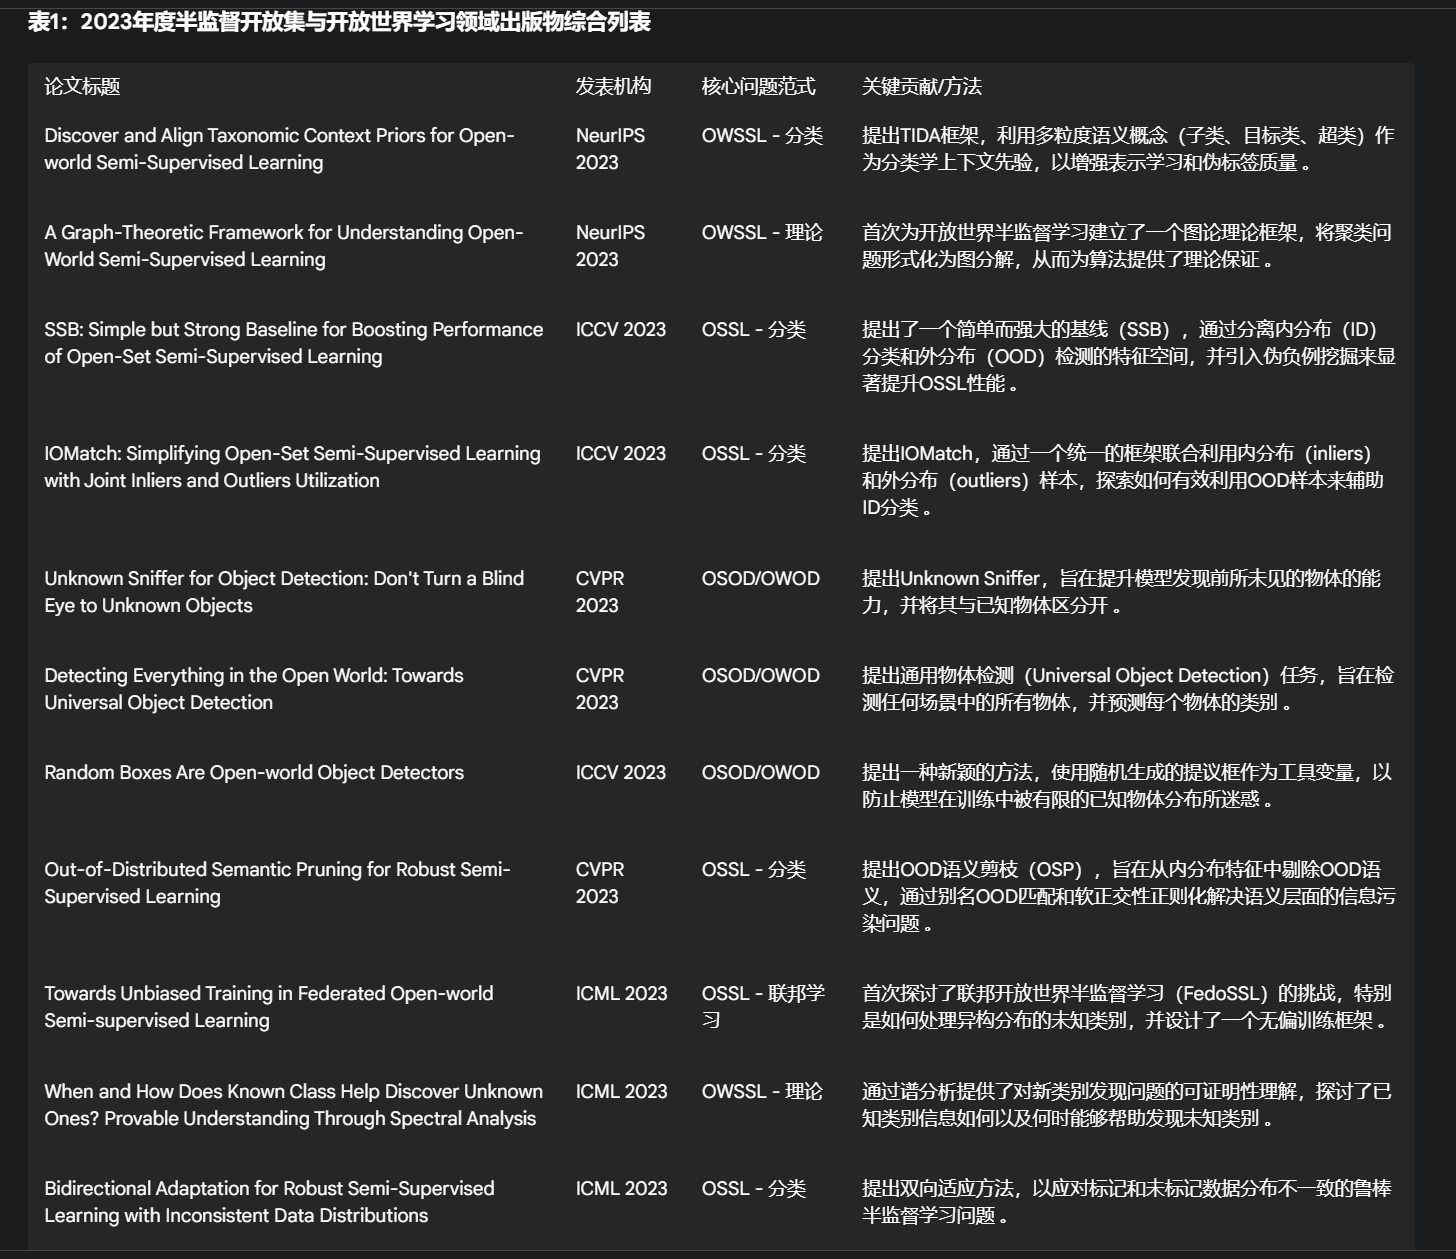 表1：2023年度半监督开放集与开放世界学习领域出版物综合列表
论文标题 发表机构 核心问题范式 关键贡献/方法
Discover and Align Taxonomic Context Priors for Open- NeurIPS OWSSL - 分类 提出TIDA框架，利用多粒度语义概念（子类、目标类、超类）作
world Semi-Supervised Learning 2023 为分类学上下文先验，以增强表示学习和伪标签质量 。
A Graph-Theoretic Framework for Understanding Open- NeurIPS OWSSL - 理论 首次为开放世界半监督学习建立了一个图论理论框架，将聚类问
World Semi-Supervised Learning 2023 题形式化为图分解，从而为算法提供了理论保证 。
SSB: Simple but Strong Baseline for Boosting Performance ICCV 2023 OSSL - 分类 提出了一个简单而强大的基线（SSB），通过分离内分布（ID）
of Open-Set Semi-Supervised Learning 分类和外分布（OOD）检测的特征空间，并引入伪负例挖掘来显
著提升OSSL性能 。
IOMatch: Simplifying Open-Set Semi-Supervised Learning ICCV 2023 OSSL - 分类 提出IOMatch，通过一个统一的框架联合利用内分布（inliers）
with Joint Inliers and Outliers Utilization 和外分布（outliers）样本，探索如何有效利用OOD样本来辅助
ID分类 。
Unknown Sniffer for Object Detection: Don't Turn a Blind CVPR OSOD/OWOD 提出Unknown Sniffer，旨在提升模型发现前所未见的物体的能
Eye to Unknown Objects 2023 力，并将其与已知物体区分开 。
Detecting Everything in the Open World: Towards CVPR OSOD/OWOD 提出通用物体检测（Universal Object Detection）任务，旨在检
Universal Object Detection 2023 测任何场景中的所有物体，并预测每个物体的类别 。
Random Boxes Are Open-world Object Detectors ICCV 2023 OSOD/OWOD 提出一种新颖的方法，使用随机生成的提议框作为工具变量，以
防止模型在训练中被有限的已知物体分布所迷惑 。
Out-of-Distributed Semantic Pruning for Robust Semi- CVPR OSSL - 分类 提出OOD语义剪枝（OSP），旨在从内分布特征中剔除OOD语
Supervised Learning 2023 义，通过别名OOD匹配和软正交性正则化解决语义层面的信息污
染问题 。
Towards Unbiased Training in Federated Open-world ICML 2023 OSSL - 联邦学 首次探讨了联邦开放世界半监督学习（FedoSSL）的挑战，特别
Semi-supervised Learning 习 是如何处理异构分布的未知类别，并设计了一个无偏训练框架 。
When and How Does Known Class Help Discover Unknown ICML 2023 OWSSL - 理论 通过谱分析提供了对新类别发现问题的可证明性理解，探讨了已
Ones? Provable Understanding Through Spectral Analysis 知类别信息如何以及何时能够帮助发现未知类别 。
Bidirectional Adaptation for Robust Semi-Supervised ICML 2023 OSSL - 分类 提出双向适应方法，以应对标记和未标记数据分布不一致的鲁棒
Learning with Inconsistent Data Distributions 半监督学习问题 。